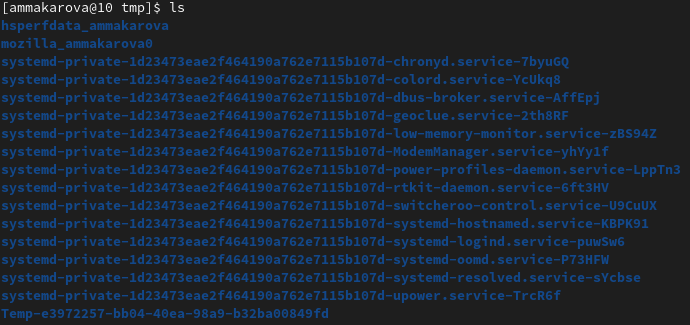 [ammakarova@10 tmp]$ ls
hsperfdata_ammakarova
mozilla_ammakarova0
systemd-private-1d23473eae2f464190a762e7115b107d-chronyd.service-7byuGQ
systemd-private-1d23473eae2f464190a762e7115b107d-colord.service-YcUkq8
systemd-private-1d23473eae2f464190a762e7115b107d-dbus-broker.service-AffEpj
systemd-private-1d23473eae2f464190a762e7115b107d-geoclue.service-2th8RF
systemd-private-1d23473eae2f464190a762e7115b107d-low-memory-monitor.service-zBS94Z
systemd-private-1d23473eae2f464190a762e7115b107d-ModemManager.service-yhYy1f
systemd-private-1d23473eae2f464190a762e7115b107d-power-profiles-daemon.service-LppTn3
systemd-private-1d23473eae2f464190a762e7115b107d-rtkit-daemon.service-6ft3HV
systemd-private-1d23473eae2f464190a762e7115b107d-switcheroo-control.service-U9CuUX
systemd-private-1d23473eae2f464190a762e7115b107d-systemd-hostnamed.service-KBPK91
systemd-private-1d23473eae2f464190a762e7115b107d-systemd-logind.service-puwSw6
systemd-private-1d23473eae2f464190a762e7115b107d-systemd-oomd.service-P73HFW
systemd-private-1d23473eae2f464190a762e7115b107d-systemd-resolved.service-sYcbse
systemd-private-1d23473eae2f464190a762e7115b107d-upower.service-TrcR6f
Temp-e3972257-bb04-40ea-98a9-b32ba00849fd